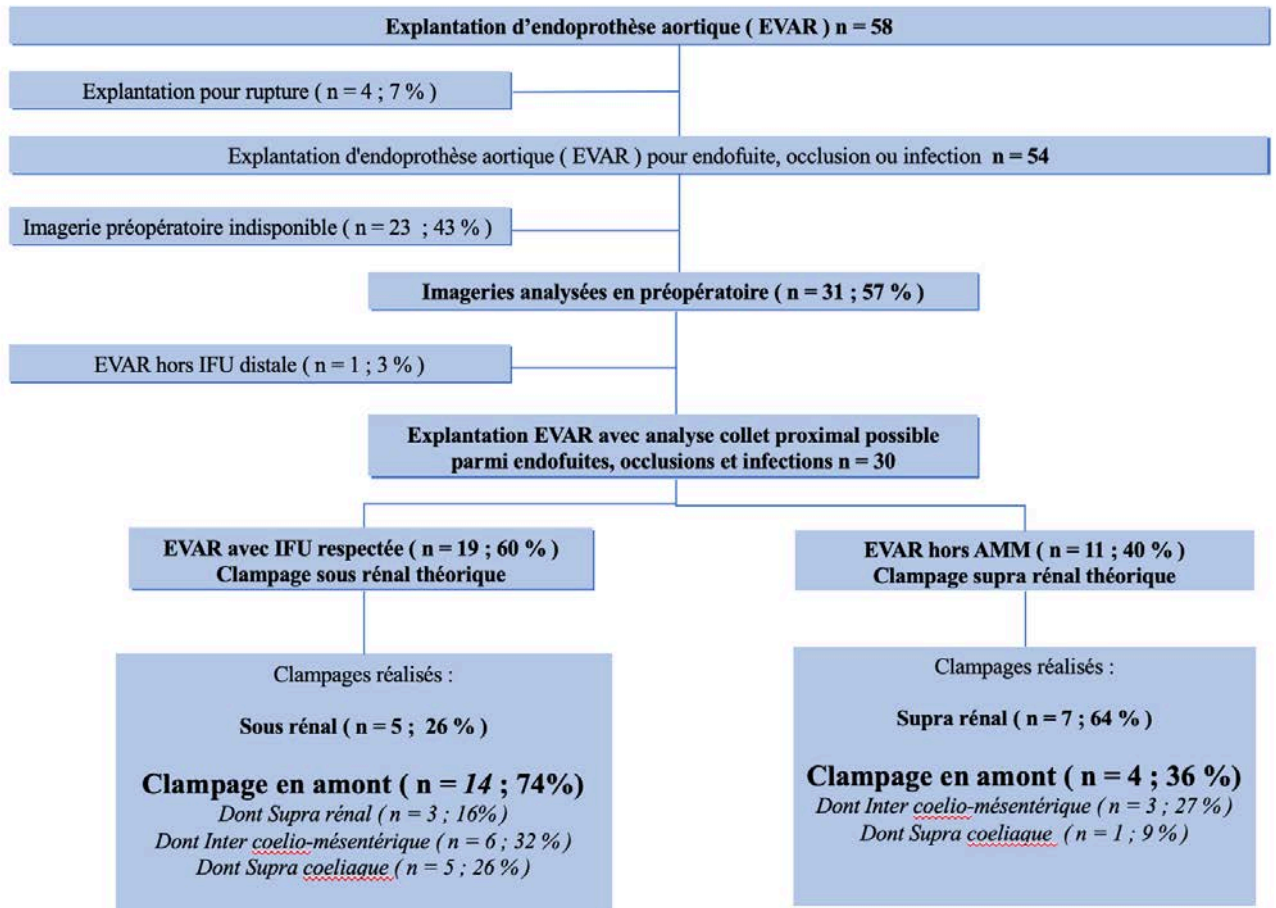 Explantation d'endoprothèse aortique ( EVAR ) n = 58
Explantation pour rupture ( n = 4 ; 7 % )
Explantation d'endoprothèse aortique ( EVAR ) pour endofuite, occlusion ou infection n = 54
Imagerie préopératoire indisponible ( n = 23 ; 43 % )
Imageries analysées en préopératoire ( n = 31 ; 57 % )
EVAR hors IFU distale ( n = 1 ; 3 % )
Explantation EVAR avec analyse collet proximal possible
parmi endofuites, occlusions et infections n = 30
EVAR avec IFU respectée ( n = 19 ; 60 % )
Clampage sous rénal théorique
EVAR hors AMM ( n = 11 ; 40 % )
Clampage supra rénal théorique
Clampages réalisés :
Sous rénal ( n = 5 ; 26 % )
Clampage en amont ( n = 14 ; 74% )
Dont Supra rénal ( n = 3 ; 16% )
Dont Inter coelio-mésentérique ( n = 6 ; 32 % )
Dont Supra coeliaque ( n = 5 ; 26 % )
Clampages réalisés :
Supra rénal ( n = 7 ; 64 % )
Clampage en amont ( n = 4 ; 36 % )
Dont Inter coelio-mésentérique ( n = 3 ; 27 % )
Dont Supra coeliaque ( n = 1 ; 9 % )